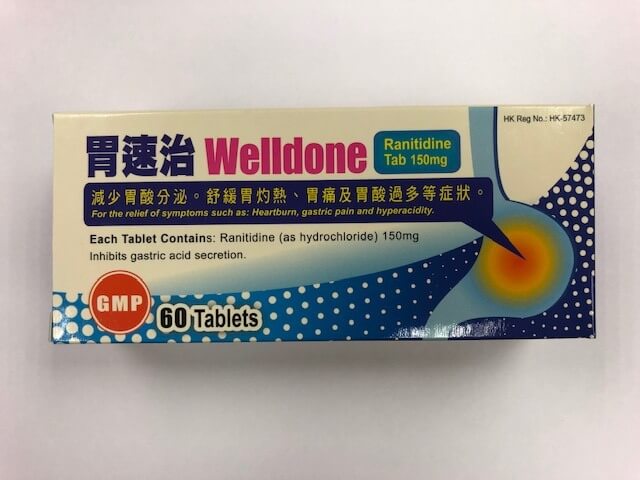 HK Reg No.: HK-57473
胃速治 Welldone
Ranitidine
Tab 150mg
減少胃酸分泌。舒緩胃灼熱、胃痛及胃酸過多等症狀。
For the relief of symptoms such as: Heartburn, gastric pain and hyperacidity.
Each Tablet Contains: Ranitidine (as hydrochloride) 150mg
Inhibits gastric acid secretion.
GMP
60 Tablets